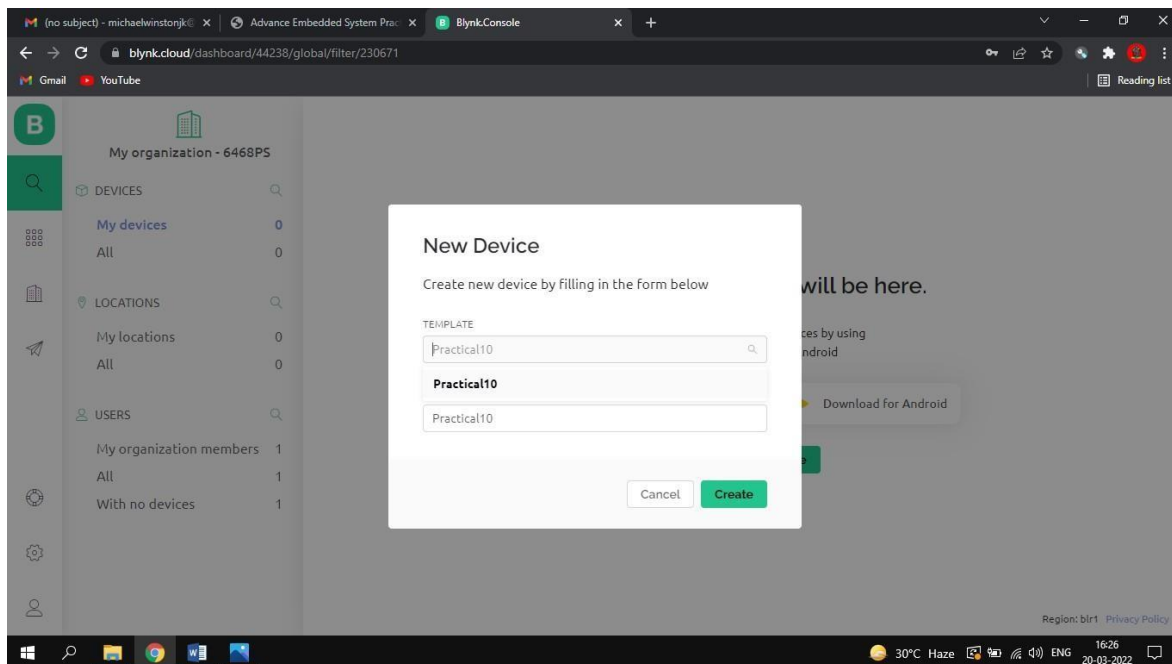 (no subject) - michaelwinstonjk@
Advance Embedded System Prac
Blynk.Console
blynk.cloud/dashboard/44238/global/filter/230671
Gmail
YouTube
Reading list
B
My organization - 6468PS
DEVICES
My devices 0
All 0
LOCATIONS
My locations 0
All 0
USERS
My organization members 1
All 1
With no devices 1
New Device
Create new device by filling in the form below
TEMPLATE
Practical10
Practical10
Practical10
Cancel
Create
will be here.
ces by using
ndroid
Download for Android
Region: blr1 Privacy Policy
30°C Haze
ENG
16:26
20-03-2022